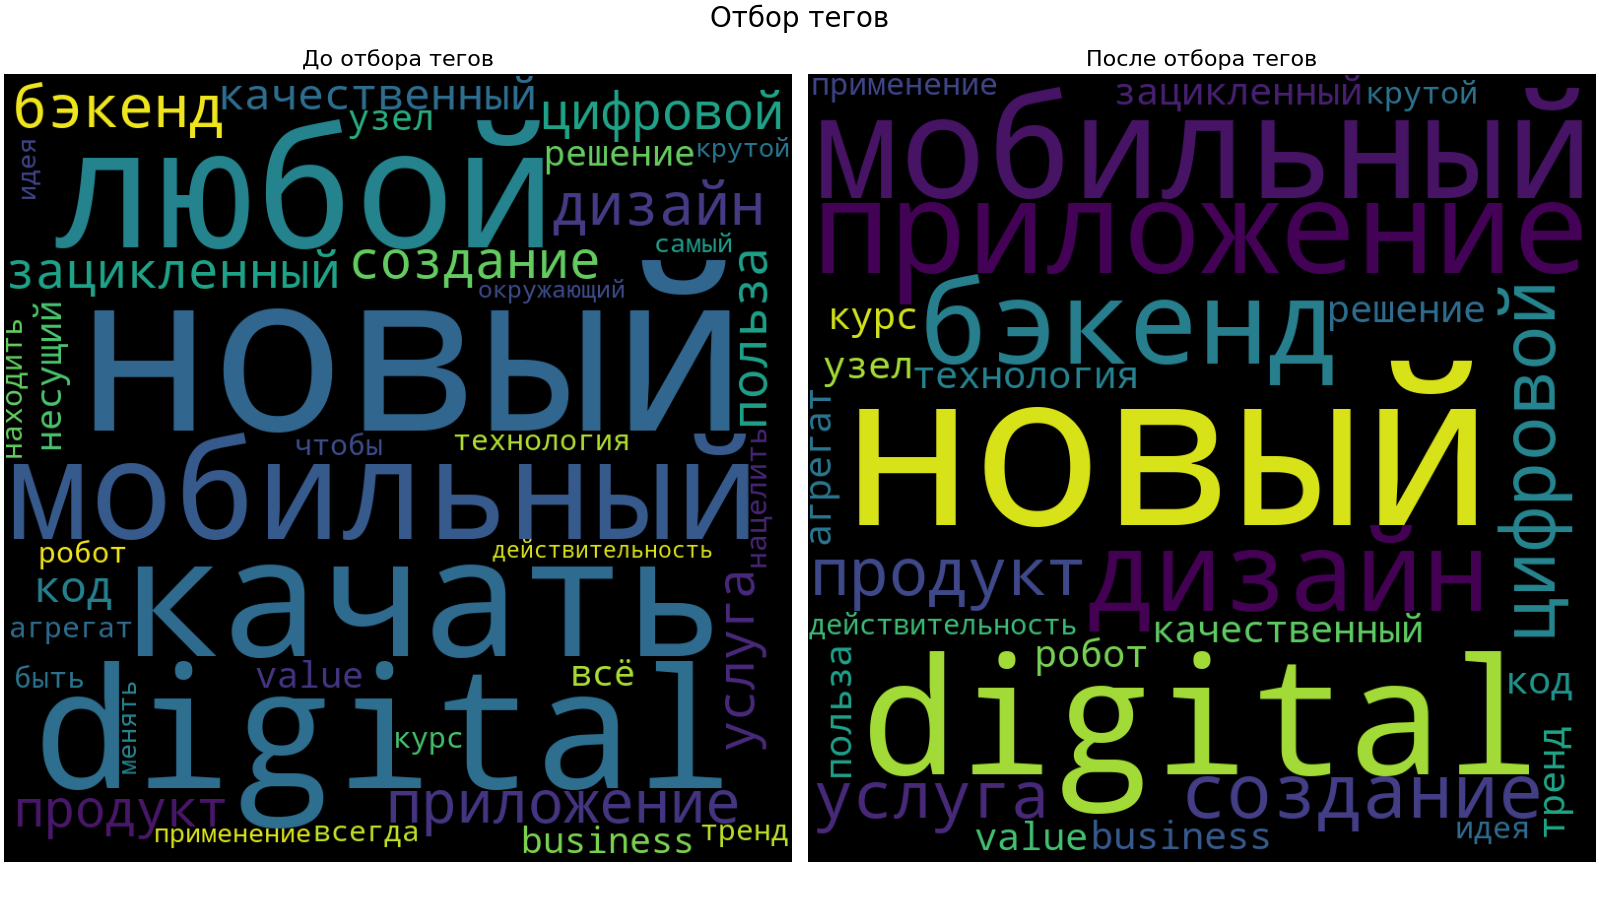 Отбор тегов
До отбора тегов
бэкенд
качественный
узел
цифровой
идея
любой
решение
крутой
дизайн
самый
зацикленный
создание
окружающий
польза
новый
находить
несущий
чтобы
технология
мобильный
нацелить
робот
действительность
код
качать
агрегат
услуга
быть
value
всё
digital
менять
курс
продукт
приложение
применение
всегда
business
тренд
После отбора тегов
применение
зацикленный
крутой
мобильный
приложение
бэкенд
курс
решение
цифровой
узел
технология
агрегат
новый
продукт
дизайн
действительность
качественный
робот
польза
digital
код
тренд
услуга
создание
value
business
идея